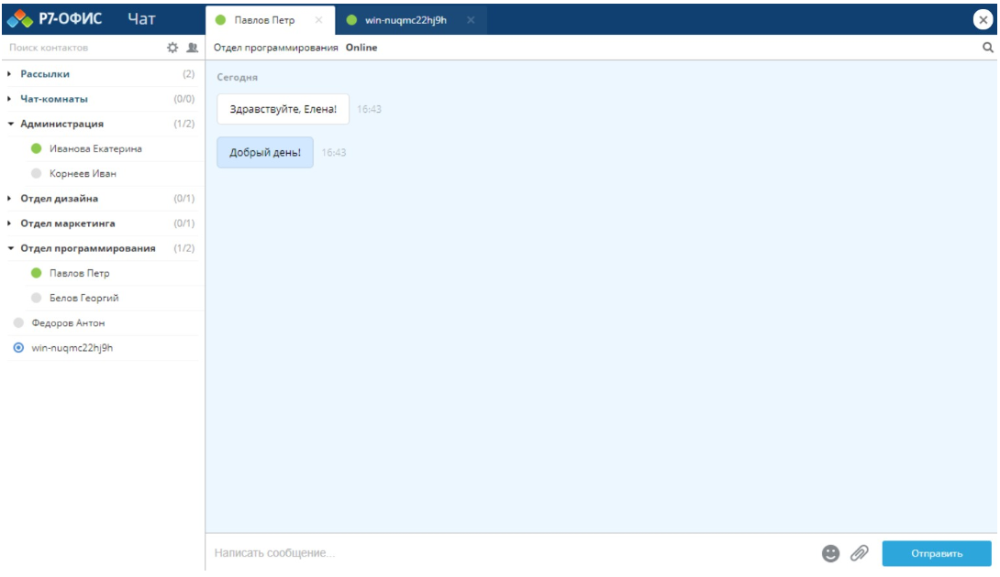 Р7-ОФИС Чат
Павлов Петр
win-nuqmc22hj9h
Поиск контактов
Отдел программирования Online
Рассылки (2)
Чат-комнаты (0/0)
Администрация (1/2)
Иванова Екатерина
Корнеев Иван
Отдел дизайна (0/1)
Отдел маркетинга (0/1)
Отдел программирования (1/2)
Павлов Петр
Белов Георгий
Федоров Антон
win-nuqmc22hj9h
Сегодня
Здравствуйте, Елена! 16:43
Добрый день! 16:43
Написать сообщение...
Отправить